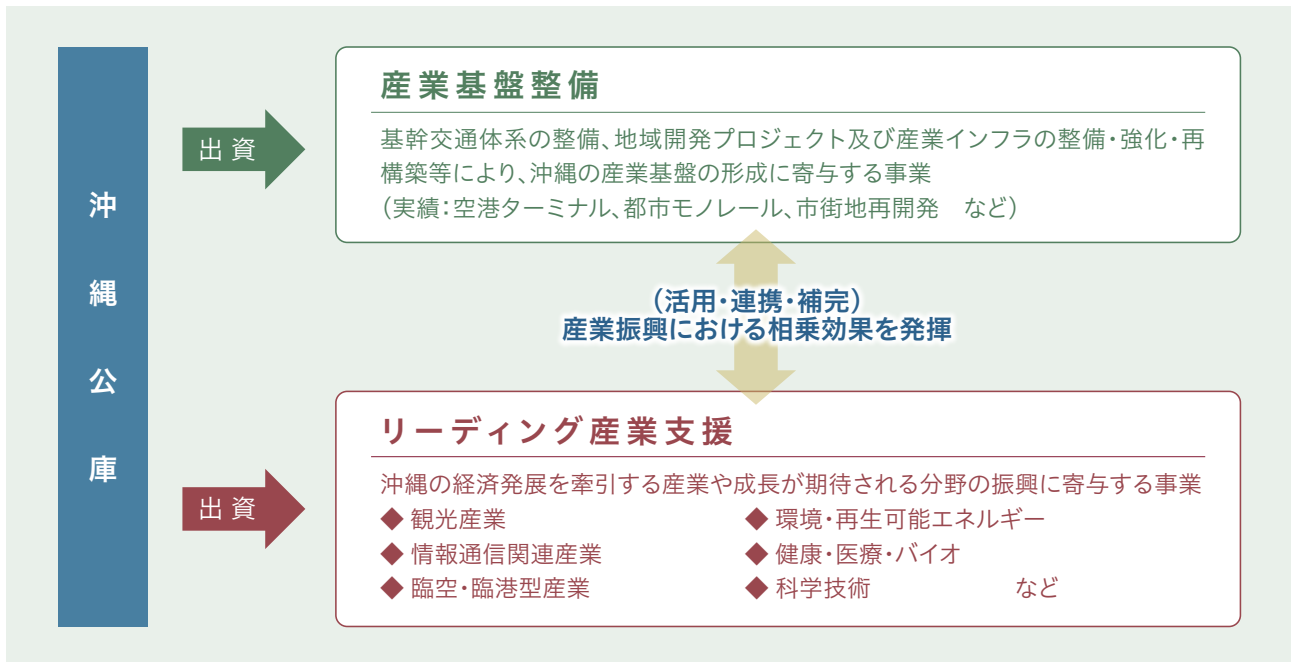 沖縄公庫
出資
産業基盤整備
基幹交通体系の整備、地域開発プロジェクト及び産業インフラの整備・強化・再
構築等により、沖縄の産業基盤の形成に寄与する事業
（実績：空港ターミナル、都市モノレール、市街地再開発　など）
（活用・連携・補完）
産業振興における相乗効果を発揮
出資
リーディング産業支援
沖縄の経済発展を牽引する産業や成長が期待される分野の振興に寄与する事業
◆ 観光産業　◆ 環境・再生可能エネルギー
◆ 情報通信関連産業　◆ 健康・医療・バイオ
◆ 臨空・臨港型産業　◆ 科学技術　など